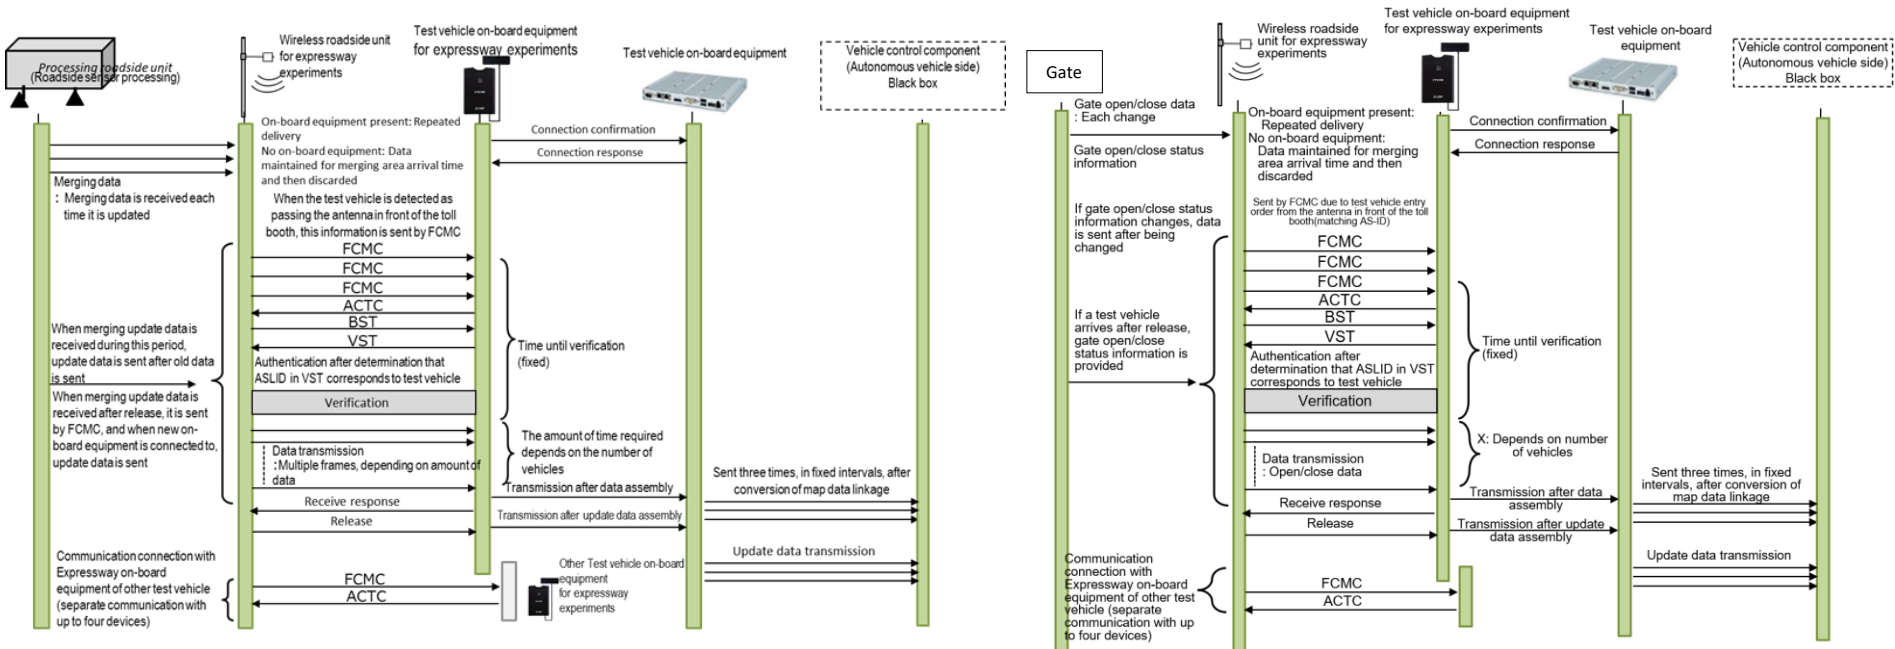 Processing roadside unit
(Roadside sensor processing)
Wireless roadside unit
for expressway
experiments
Test vehicle on-board equipment
for expressway experiments
Test vehicle on-board equipment
Vehicle control component
(Autonomous vehicle side)
Black box
On-board equipment present: Repeated
delivery
No on-board equipment: Data
maintained for merging area arrival time
and then discarded
Connection confirmation
Connection response
Merging data
: Merging data is received each
time it is updated
When the test vehicle is detected as
passing the antenna in front of the toll
booth, this information is sent by FCMC
FCMC
FCMC
FCMC
ACTC
BST
VST
When merging update data is
received during this period,
update data is sent after old data
is sent
When merging update data is
received after release, it is sent
by FCMC, and when new on-
board equipment is connected to,
update data is sent
Authentication after determination that
ASLID in VST corresponds to test vehicle
Verification
Time until verification
(fixed)
The amount of time required
depends on the number of
vehicles
Data transmission
: Multiple frames, depending on amount of
data
Receive response
Release
Transmission after data assembly
Transmission after update data assembly
Sent three times, in fixed intervals, after
conversion of map data linkage
Update data transmission
Communication connection with
Expressway on-board
equipment of other test vehicle
(separate communication with
up to four devices)
FCMC
ACTC
Other Test vehicle on-board
equipment
for expressway
experiments
Gate
Wireless roadside
unit for expressway
experiments
Test vehicle on-board equipment
for expressway experiments
Test vehicle on-board
equipment
Vehicle control component
(Autonomous vehicle side)
Black box
Gate open/close data
: Each change
Gate open/close status
information
On-board equipment present:
Repeated delivery
No on-board equipment:
Data maintained for merging
area arrival time and then
discarded
Connection confirmation
Connection response
If gate open/close status
information changes, data
is sent after being
changed
Sent by FCMC due to test vehicle entry
order from the antenna in front of the toll
booth(matching AS-ID)
FCMC
FCMC
FCMC
ACTC
BST
VST
If a test vehicle
arrives after release,
gate open/close
status information is
provided
Authentication after
determination that ASLID in VST
corresponds to test vehicle
Verification
Time until verification
(fixed)
X: Depends on number
of vehicles
Data transmission
: Open/close data
Receive response
Release
Transmission after data
assembly
Transmission after update
data assembly
Sent three times, in fixed
intervals, after conversion of
map data linkage
Update data transmission
Communication
connection with
Expressway on-board
equipment of other test
vehicle (separate
communication with up
to four devices)
FCMC
ACTC